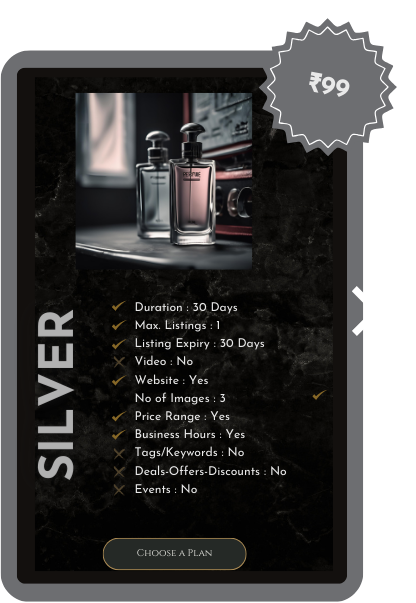 ₹99
PERFUME
SILVER
Duration : 30 Days
Max. Listings : 1
Listing Expiry : 30 Days
Video : No
Website : Yes
No of Images : 3
Price Range : Yes
Business Hours : Yes
Tags/Keywords : No
Deals-Offers-Discounts : No
Events : No
Choose a Plan